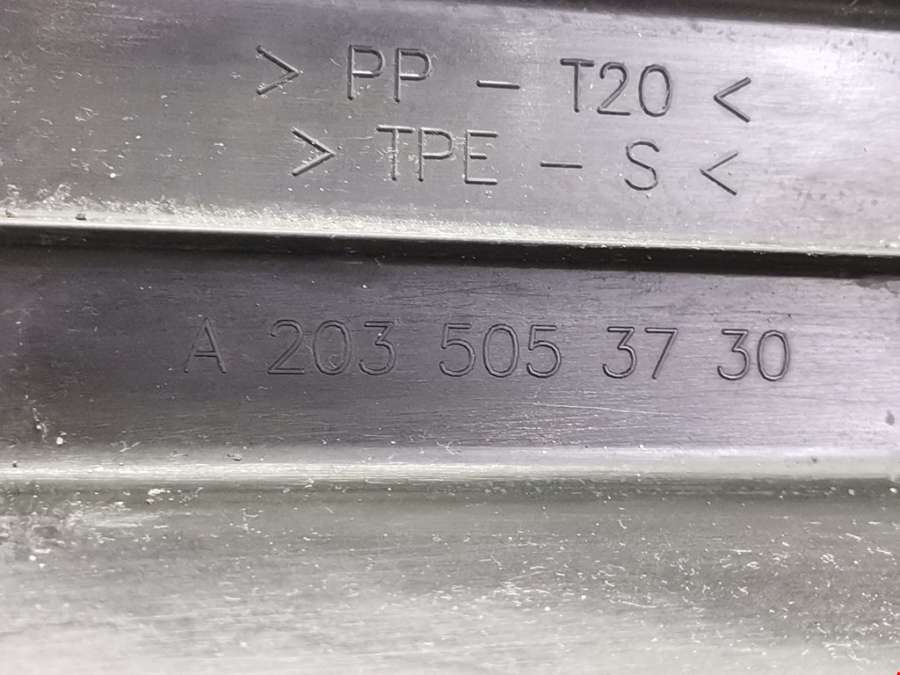 > PP - T20 <
> TPE - S <
A 203 505 37 30